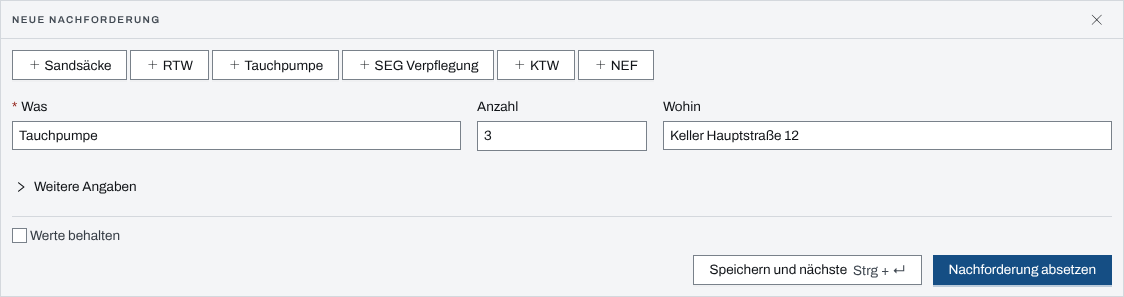 NEUE NACHFORDERUNG
+ Sandsäcke + RTW + Tauchpumpe + SEG Verpflegung + KTW + NEF
* Was Anzahl Wohin
Tauchpumpe 3 Keller Hauptstraße 12
Weitere Angaben
Werte behalten
Speichern und nächste Strg + ↵ Nachforderung absetzen